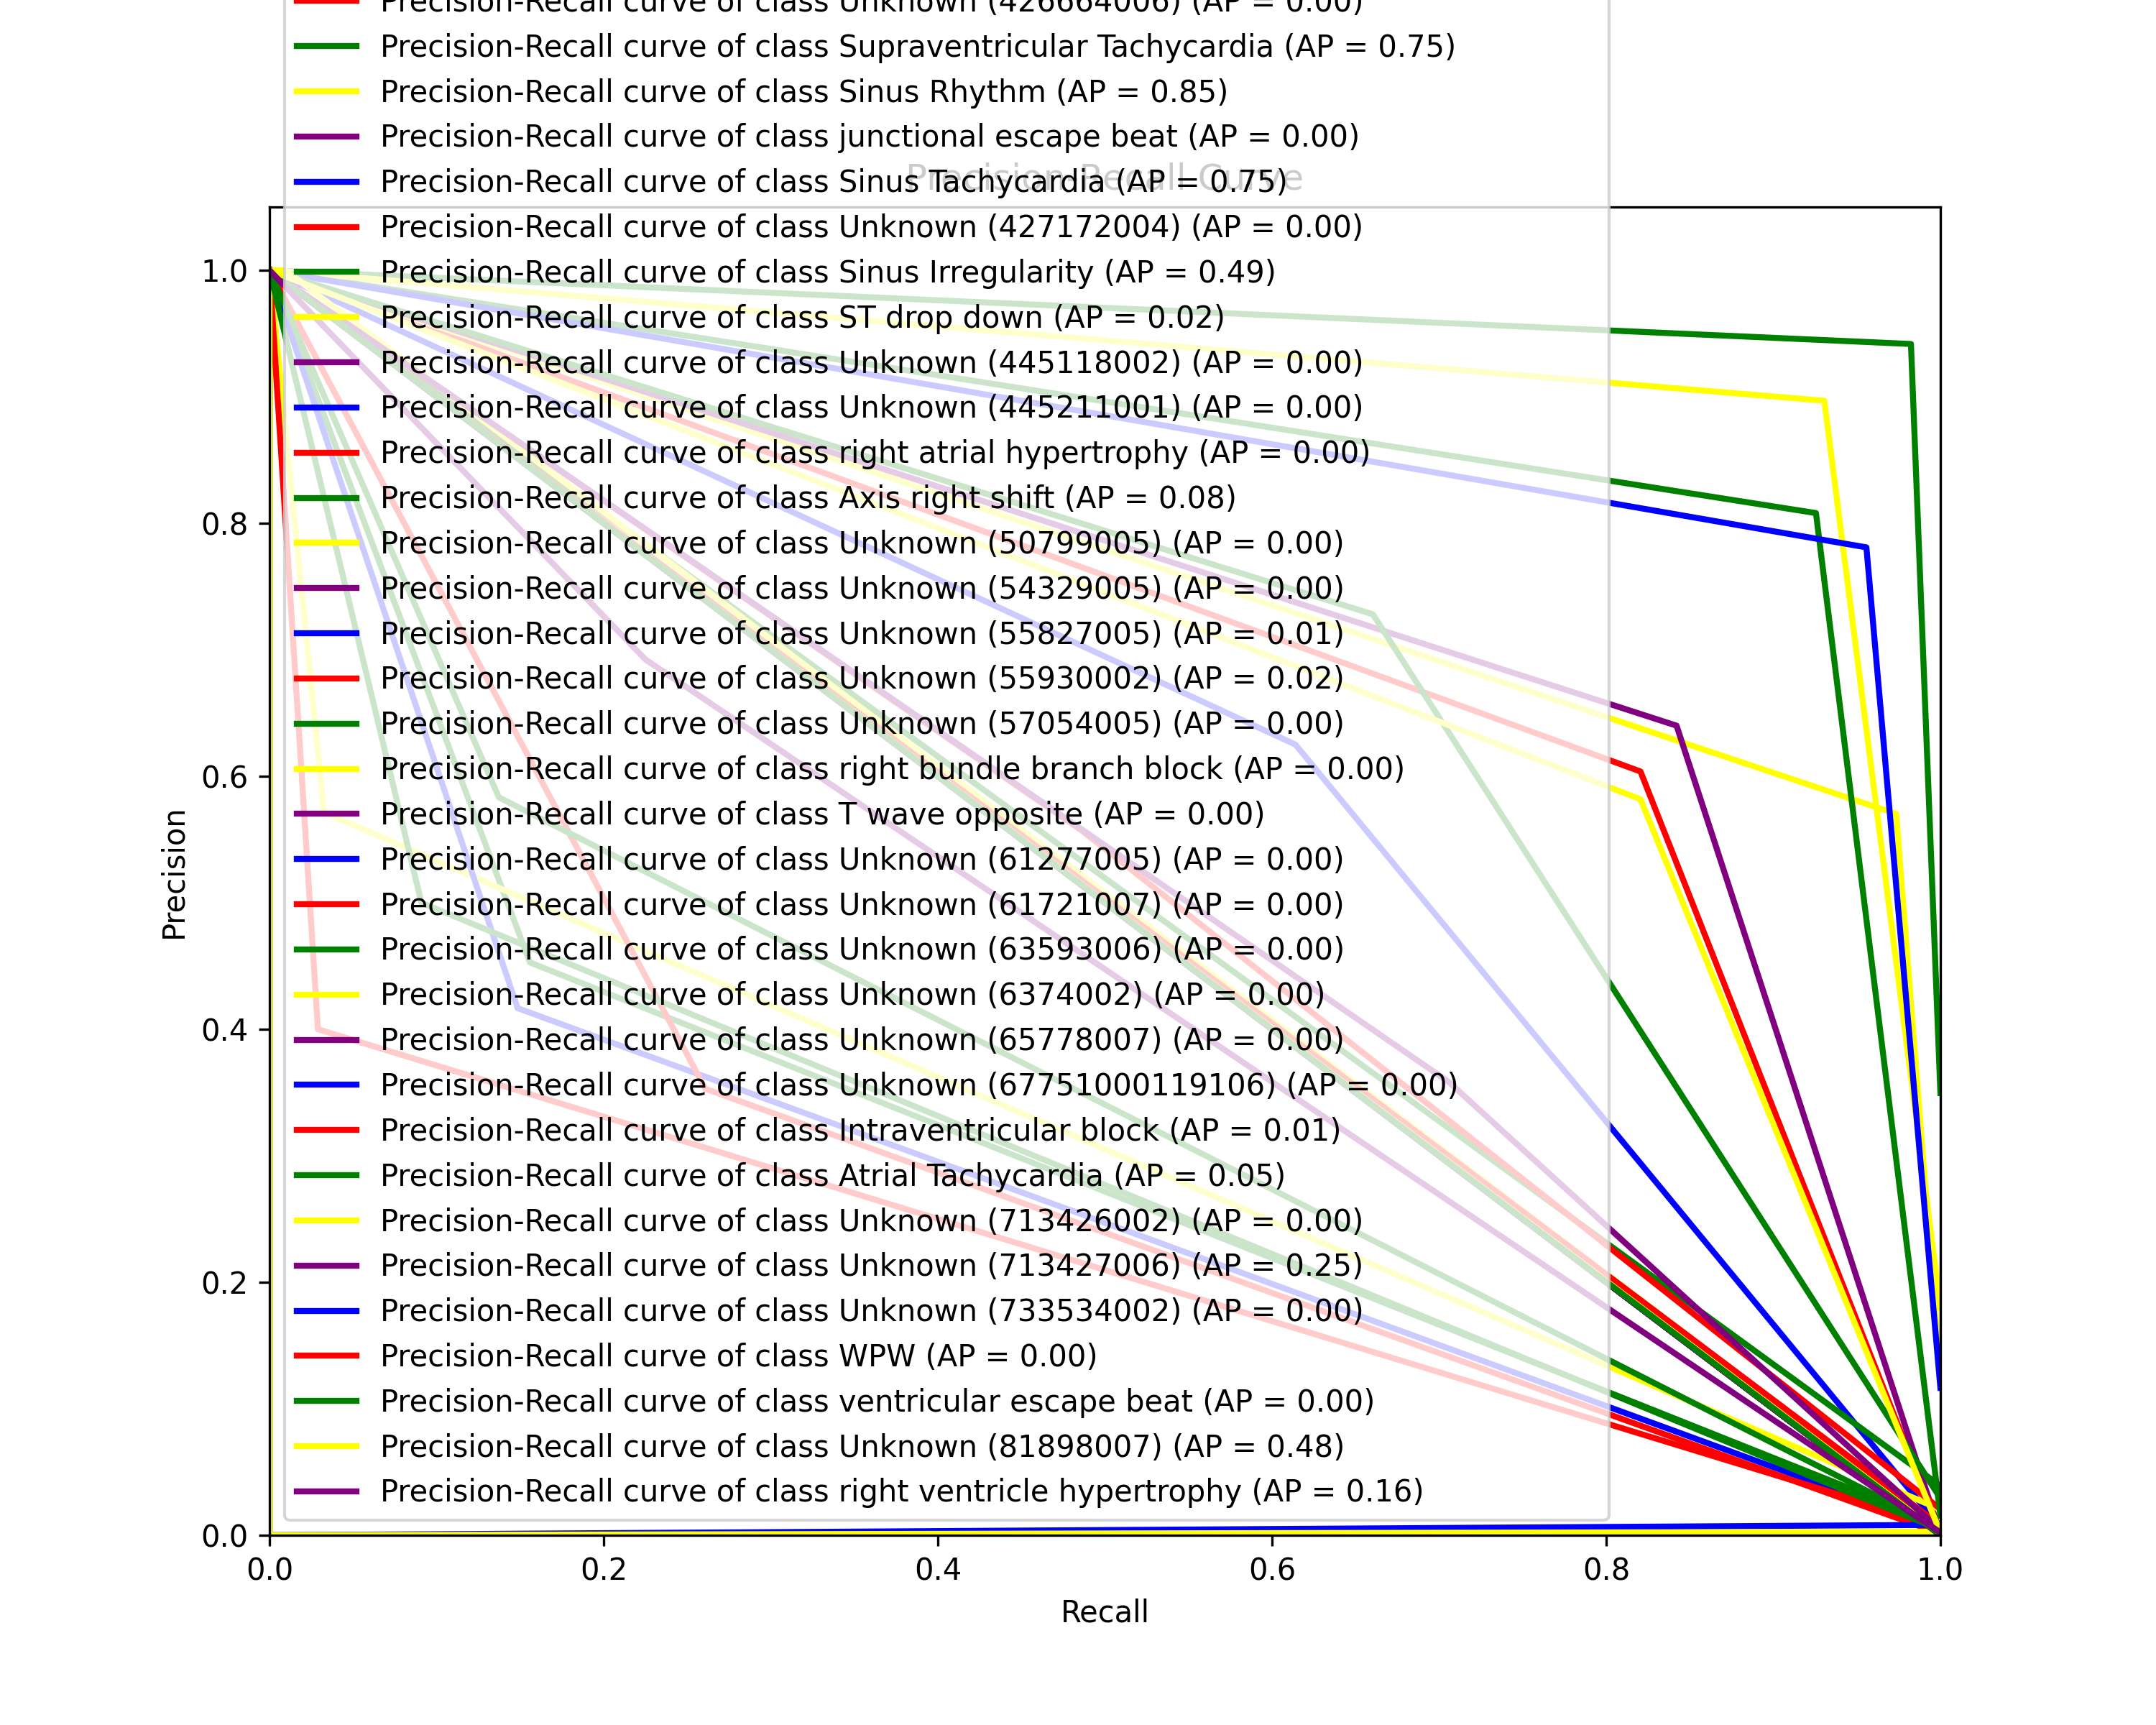 Precision-Recall curve of class Unknown (426664006) (AP = 0.00)
Precision-Recall curve of class Supraventricular Tachycardia (AP = 0.75)
Precision-Recall curve of class Sinus Rhythm (AP = 0.85)
Precision-Recall curve of class junctional escape beat (AP = 0.00)
Precision-Recall Curve
Precision-Recall curve of class Sinus Tachycardia (AP = 0.75)
Precision-Recall curve of class Unknown (427172004) (AP = 0.00)
Precision-Recall curve of class Sinus Irregularity (AP = 0.49)
Precision-Recall curve of class ST drop down (AP = 0.02)
Precision-Recall curve of class Unknown (445118002) (AP = 0.00)
Precision-Recall curve of class Unknown (445211001) (AP = 0.00)
Precision-Recall curve of class right atrial hypertrophy (AP = 0.00)
Precision-Recall curve of class Axis right shift (AP = 0.08)
Precision-Recall curve of class Unknown (50799005) (AP = 0.00)
Precision-Recall curve of class Unknown (54329005) (AP = 0.00)
Precision-Recall curve of class Unknown (55827005) (AP = 0.01)
Precision-Recall curve of class Unknown (55930002) (AP = 0.02)
Precision-Recall curve of class Unknown (57054005) (AP = 0.00)
Precision-Recall curve of class right bundle branch block (AP = 0.00)
Precision-Recall curve of class T wave opposite (AP = 0.00)
Precision-Recall curve of class Unknown (61277005) (AP = 0.00)
Precision-Recall curve of class Unknown (61721007) (AP = 0.00)
Precision-Recall curve of class Unknown (63593006) (AP = 0.00)
Precision-Recall curve of class Unknown (6374002) (AP = 0.00)
Precision-Recall curve of class Unknown (65778007) (AP = 0.00)
Precision-Recall curve of class Unknown (67751000119106) (AP = 0.00)
Precision-Recall curve of class Intraventricular block (AP = 0.01)
Precision-Recall curve of class Atrial Tachycardia (AP = 0.05)
Precision-Recall curve of class Unknown (713426002) (AP = 0.00)
Precision-Recall curve of class Unknown (713427006) (AP = 0.25)
Precision-Recall curve of class Unknown (733534002) (AP = 0.00)
Precision-Recall curve of class WPW (AP = 0.00)
Precision-Recall curve of class ventricular escape beat (AP = 0.00)
Precision-Recall curve of class Unknown (81898007) (AP = 0.48)
Precision-Recall curve of class right ventricle hypertrophy (AP = 0.16)
Precision
1.0
0.8
0.6
0.4
0.2
0.0
0.0 0.2 0.4 0.6 0.8 1.0
Recall